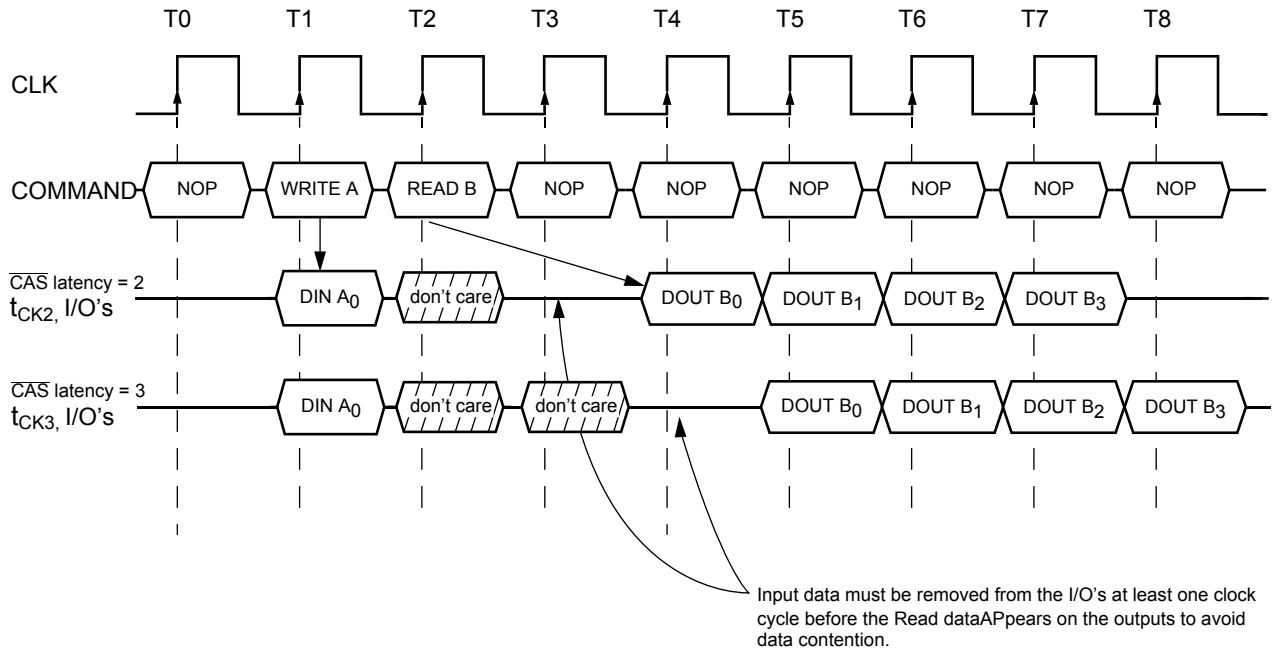 T0 T1 T2 T3 T4 T5 T6 T7 T8
CLK
COMMAND NOP WRITE A READ B NOP NOP NOP NOP NOP NOP
CAS latency = 2
tCK2, I/O's DIN A0 don't care DOUT B0 DOUT B1 DOUT B2 DOUT B3
CAS latency = 3
tCK3, I/O's DIN A0 don't care don't care DOUT B0 DOUT B1 DOUT B2 DOUT B3
Input data must be removed from the I/O's at least one clock
cycle before the Read dataAPpears on the outputs to avoid
data contention.